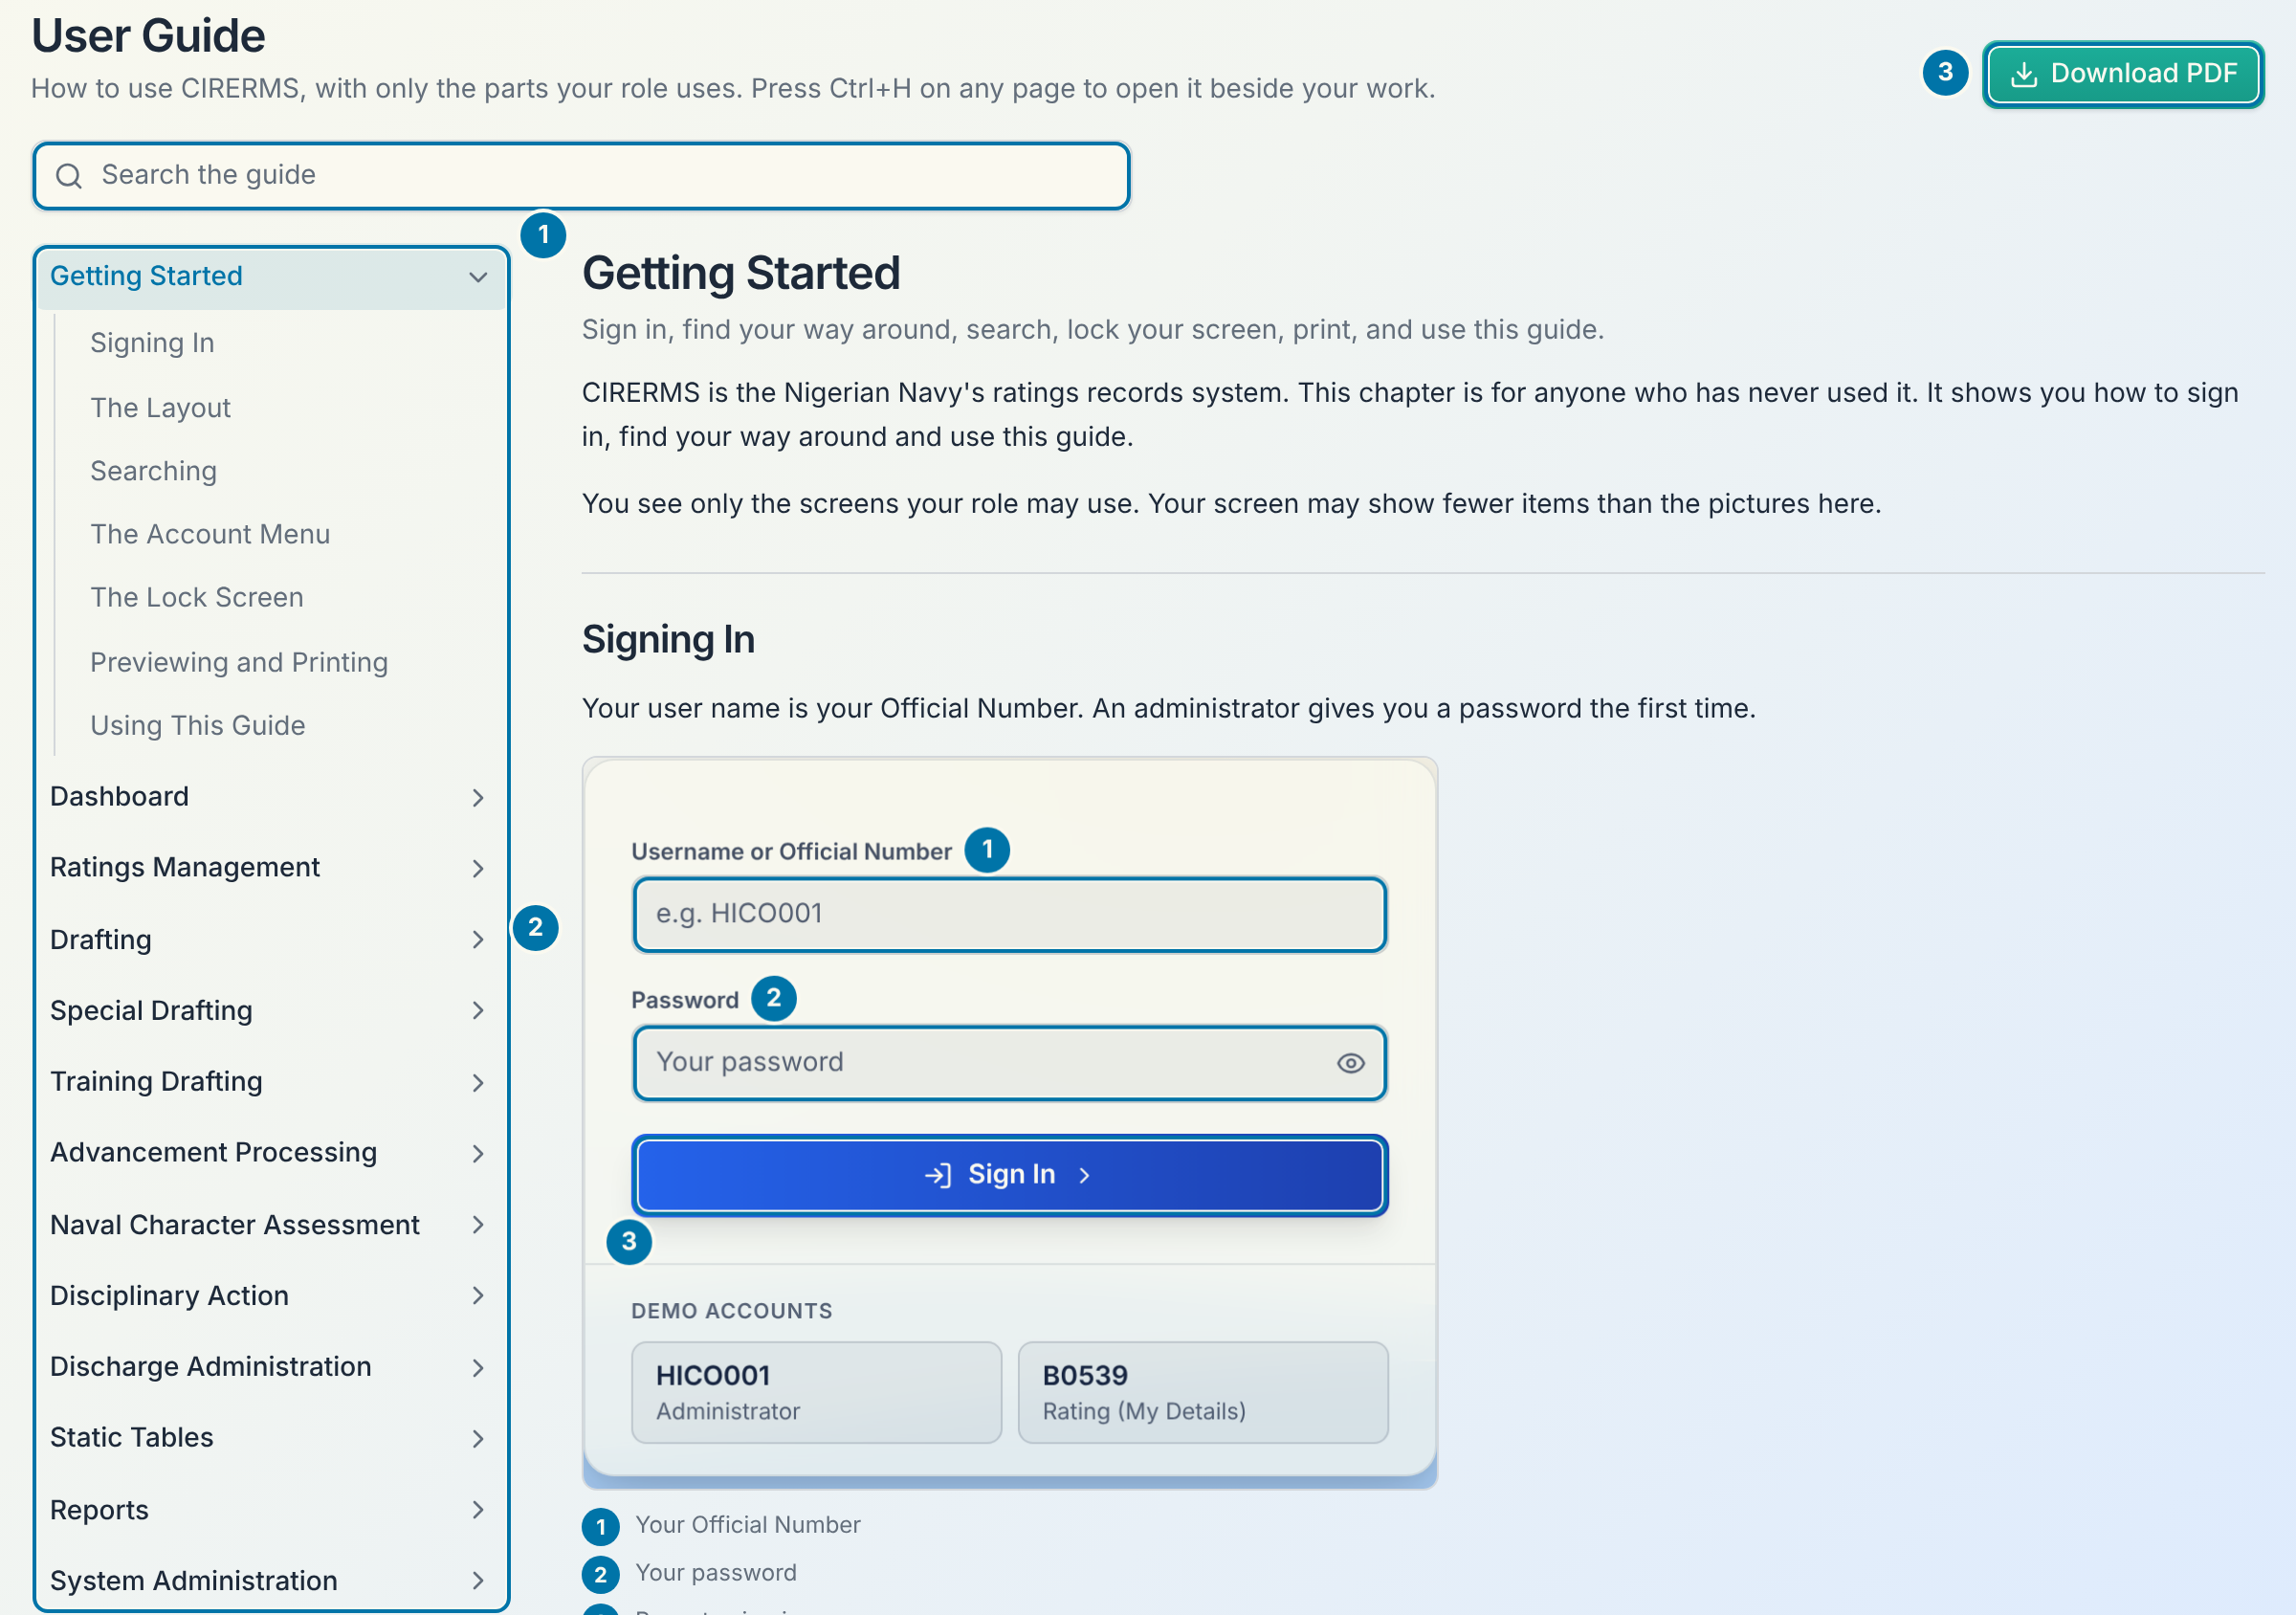 User Guide
How to use CIRERMS, with only the parts your role uses. Press Ctrl+H on any page to open it beside your work.
3
Download PDF
Search the guide
1
Getting Started
Signing In
The Layout
Searching
The Account Menu
The Lock Screen
Previewing and Printing
Using This Guide
Dashboard
Ratings Management
Drafting
2
Special Drafting
Training Drafting
Advancement Processing
Naval Character Assessment
Disciplinary Action
Discharge Administration
Static Tables
Reports
System Administration
Getting Started
Sign in, find your way around, search, lock your screen, print, and use this guide.
CIRERMS is the Nigerian Navy's ratings records system. This chapter is for anyone who has never used it. It shows you how to sign
in, find your way around and use this guide.
You see only the screens your role may use. Your screen may show fewer items than the pictures here.
Signing In
Your user name is your Official Number. An administrator gives you a password the first time.
Username or Official Number 1
e.g. HICO001
Password 2
Your password
Sign In
3
DEMO ACCOUNTS
HICO001
Administrator
B0539
Rating (My Details)
1 Your Official Number
2 Your password